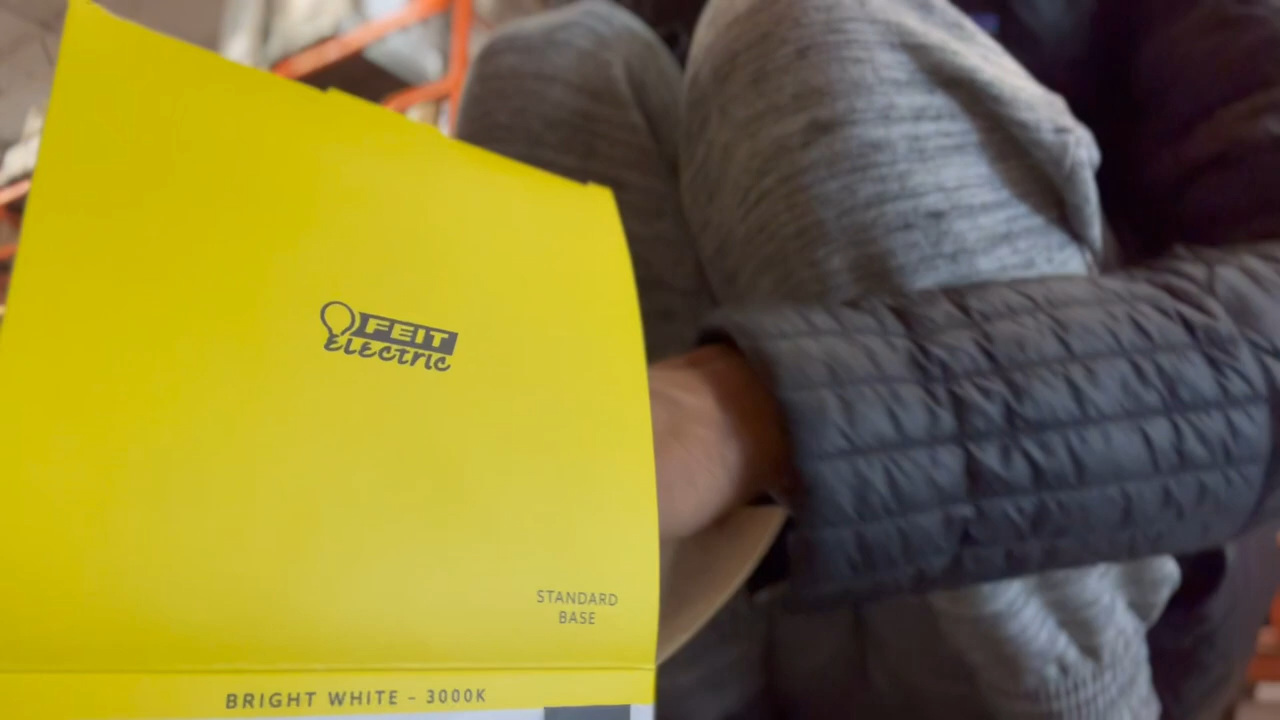 FEIT
ELECTRIC
STANDARD
BASE
BRIGHT WHITE – 3000K